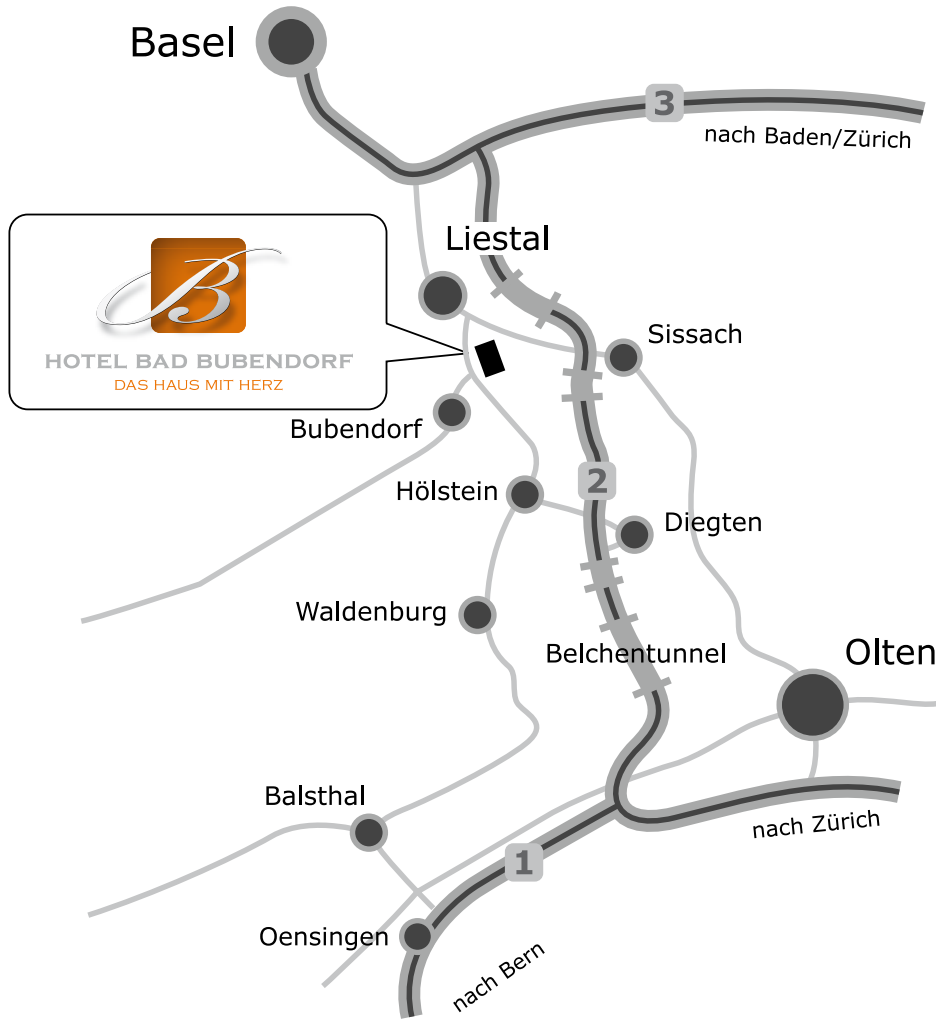 Basel
3
nach Baden/Zürich
Liestal
B
HOTEL BAD BUBENDORF
DAS HAUS MIT HERZ
Sissach
Bubendorf
Hölstein
2
Diegten
Waldenburg
Belchentunnel
Olten
Balsthal
nach Zürich
1
Oensingen
nach Bern